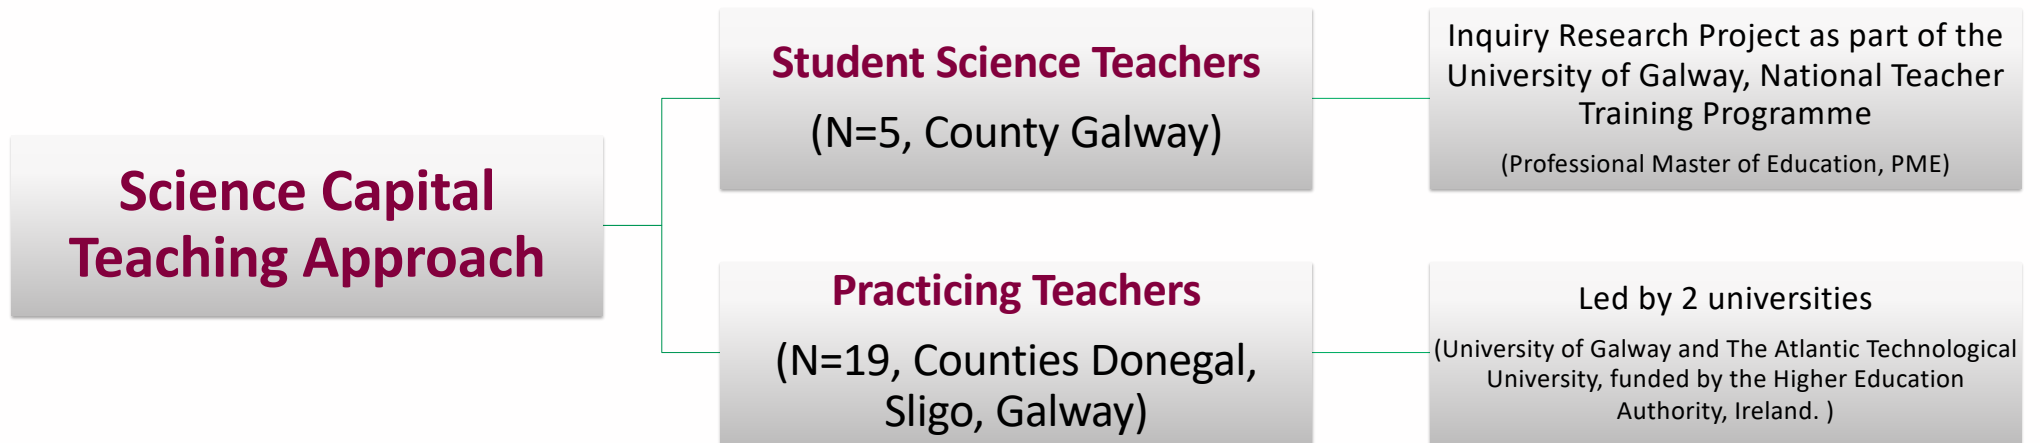 Science Capital
Teaching Approach
Student Science Teachers
(N=5, County Galway)
Inquiry Research Project as part of the
University of Galway, National Teacher
Training Programme
(Professional Master of Education, PME)
Practicing Teachers
(N=19, Counties Donegal,
Sligo, Galway)
Led by 2 universities
(University of Galway and The Atlantic Technological
University, funded by the Higher Education
Authority, Ireland. )